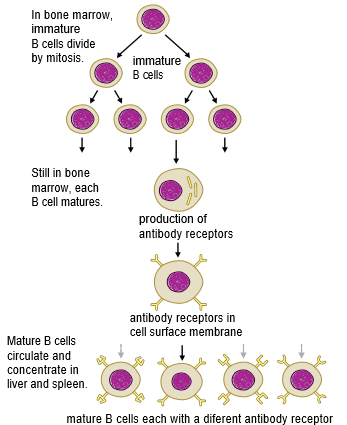 In bone marrow,
immature
B cells divide
by mitosis.
immature
B cells
Still in bone
marrow, each
B cell matures.
production of
antibody receptors
antibody receptors in
cell surface membrane
Mature B cells
circulate and
concentrate in
liver and spleen.
mature B cells each with a diferent antibody receptor